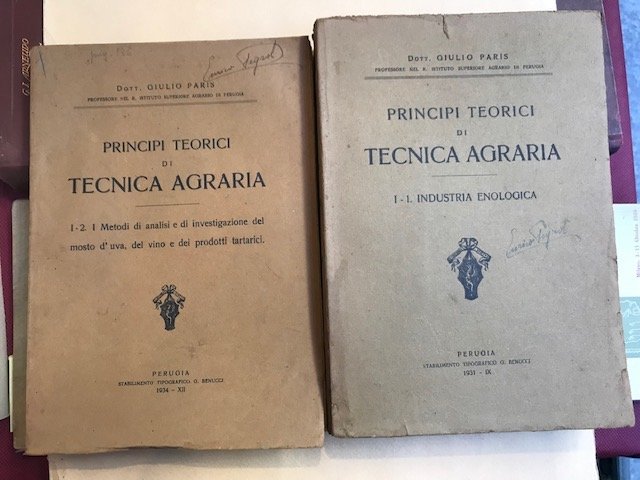 DOTT. GIULIO PARIS
PROFESSORE NEL R. ISTITUTO SUPERIORE AGRARIO DI PERUGIA
PRINCIPI TEORICI
DI
TECNICA AGRARIA
I-2. I Metodi di analisi e di investigazione del
mosto d'uva, del vino e dei prodotti tartarici.
PERUGIA
STABILIMENTO TIPOGRAFICO G. BENUCCI
1934 - XII
DOTT. GIULIO PARIS
PROFESSORE NEL R. ISTITUTO SUPERIORE AGRARIO DI PERUGIA
PRINCIPI TEORICI
DI
TECNICA AGRARIA
I-1. INDUSTRIA ENOLOGICA
PERUGIA
STABILIMENTO TIPOGRAFICO G. BENUCCI
1931 - IX